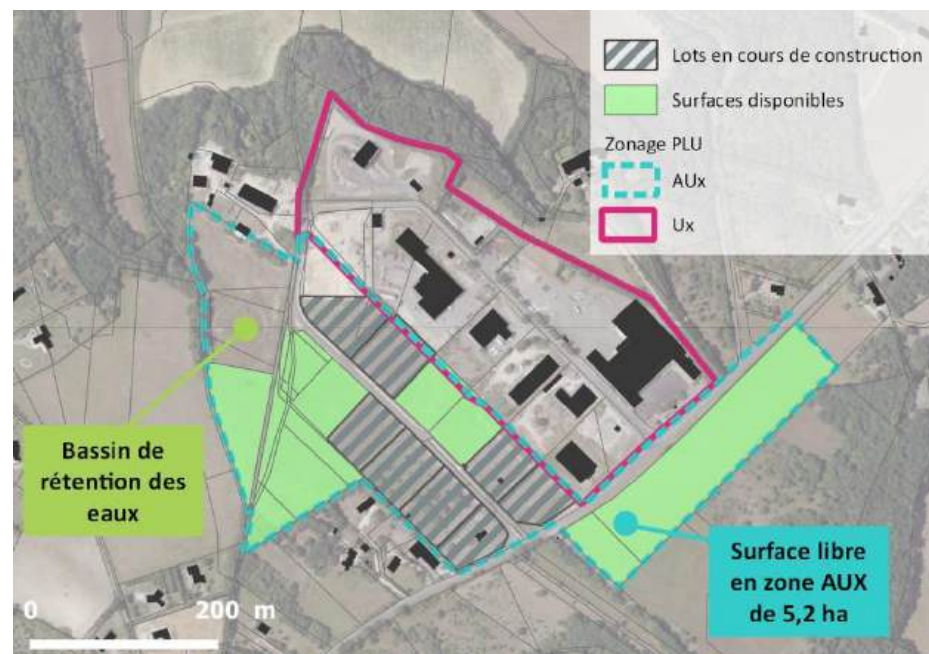 Lots en cours de construction
Surfaces disponibles
Zonage PLU
AUx
Ux
Bassin de
rétention des
eaux
Surface libre
en zone AUX
de 5,2 ha
0 200 m